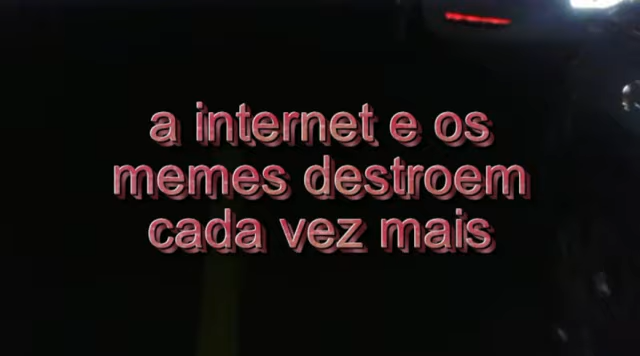 a internet e os
memes destroem
cada vez mais